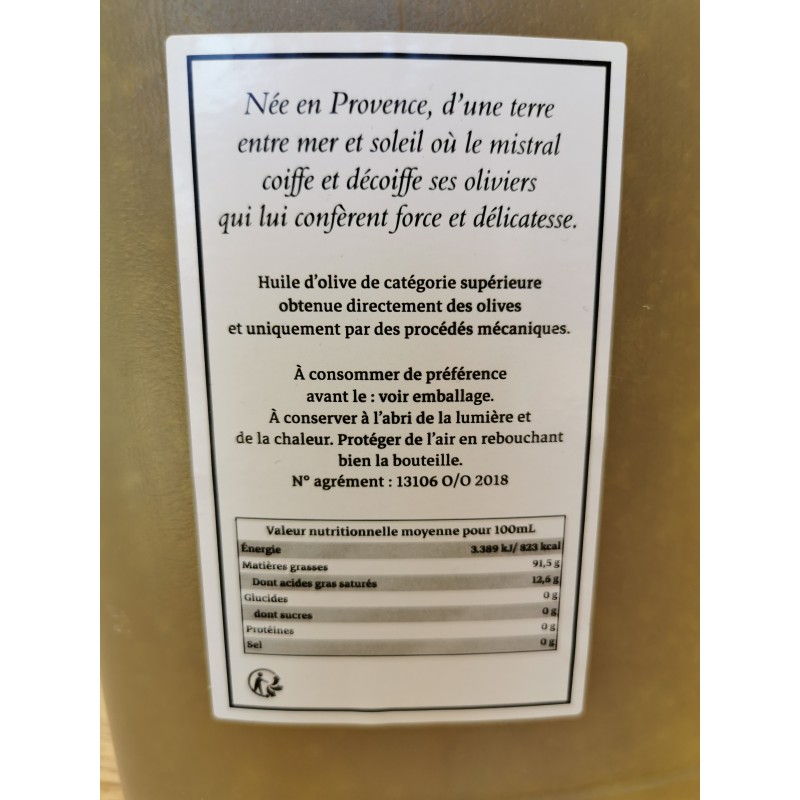 Née en Provence, d'une terre
entre mer et soleil où le mistral
coiffe et décoiffe ses oliviers
qui lui confèrent force et délicatesse.
Huile d'olive de catégorie supérieure
obtenue directement des olives
et uniquement par des procédés mécaniques.
À consommer de préférence
avant le : voir emballage.
À conserver à l'abri de la lumière et
de la chaleur. Protéger de l'air en rebouchant
bien la bouteille.
N° agrément : 13106 O/O 2018
Valeur nutritionnelle moyenne pour 100mL
Énergie 3.389 kJ/ 823 kcal
Matières grasses 91,5 g
Dont acides gras saturés 12,6 g
Glucides 0 g
dont sucres 0 g
Protéines 0 g
Sel 0 g